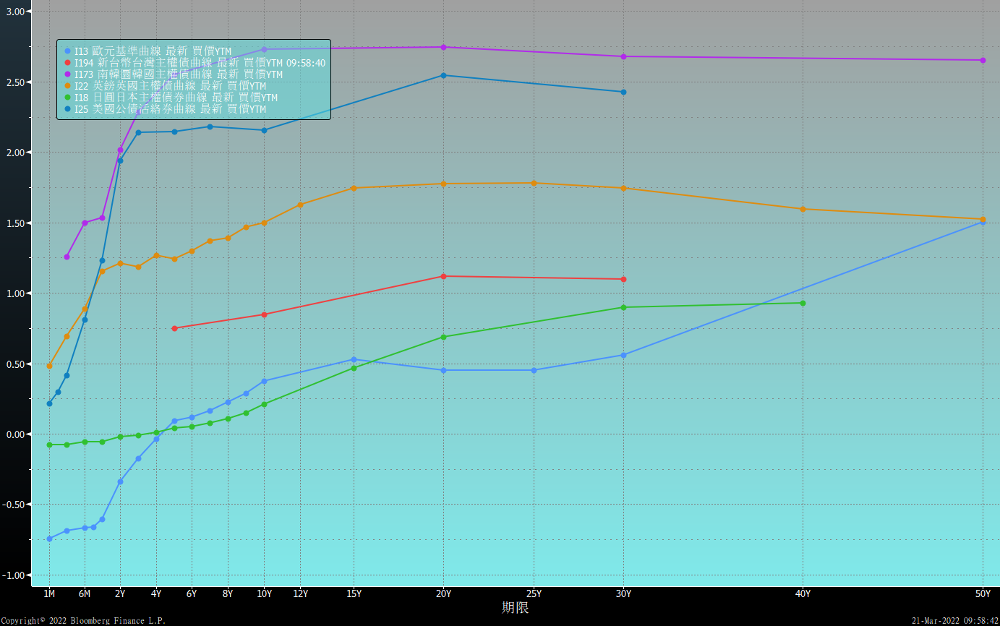 3.00
I13 歐元基準曲線 最新 買價YTM
I194 新台幣台灣主權債曲線 最新 買價YTM 09:58:40
I173 南韓圜韓國主權債曲線 最新 買價YTM
I22 英鎊英國主權債曲線 最新 買價YTM
I18 日圓日本主權債券曲線 最新 買價YTM
I25 美國公債活絡券曲線 最新 買價YTM
2.50
2.00
1.50
1.00
0.50
0.00
-0.50
-1.00
1M 6M 2Y 4Y 6Y 8Y 10Y 12Y 15Y 20Y 25Y 30Y 40Y 50Y
期限
Copyright© 2022 Bloomberg Finance L.P. 21-Mar-2022 09:58:42